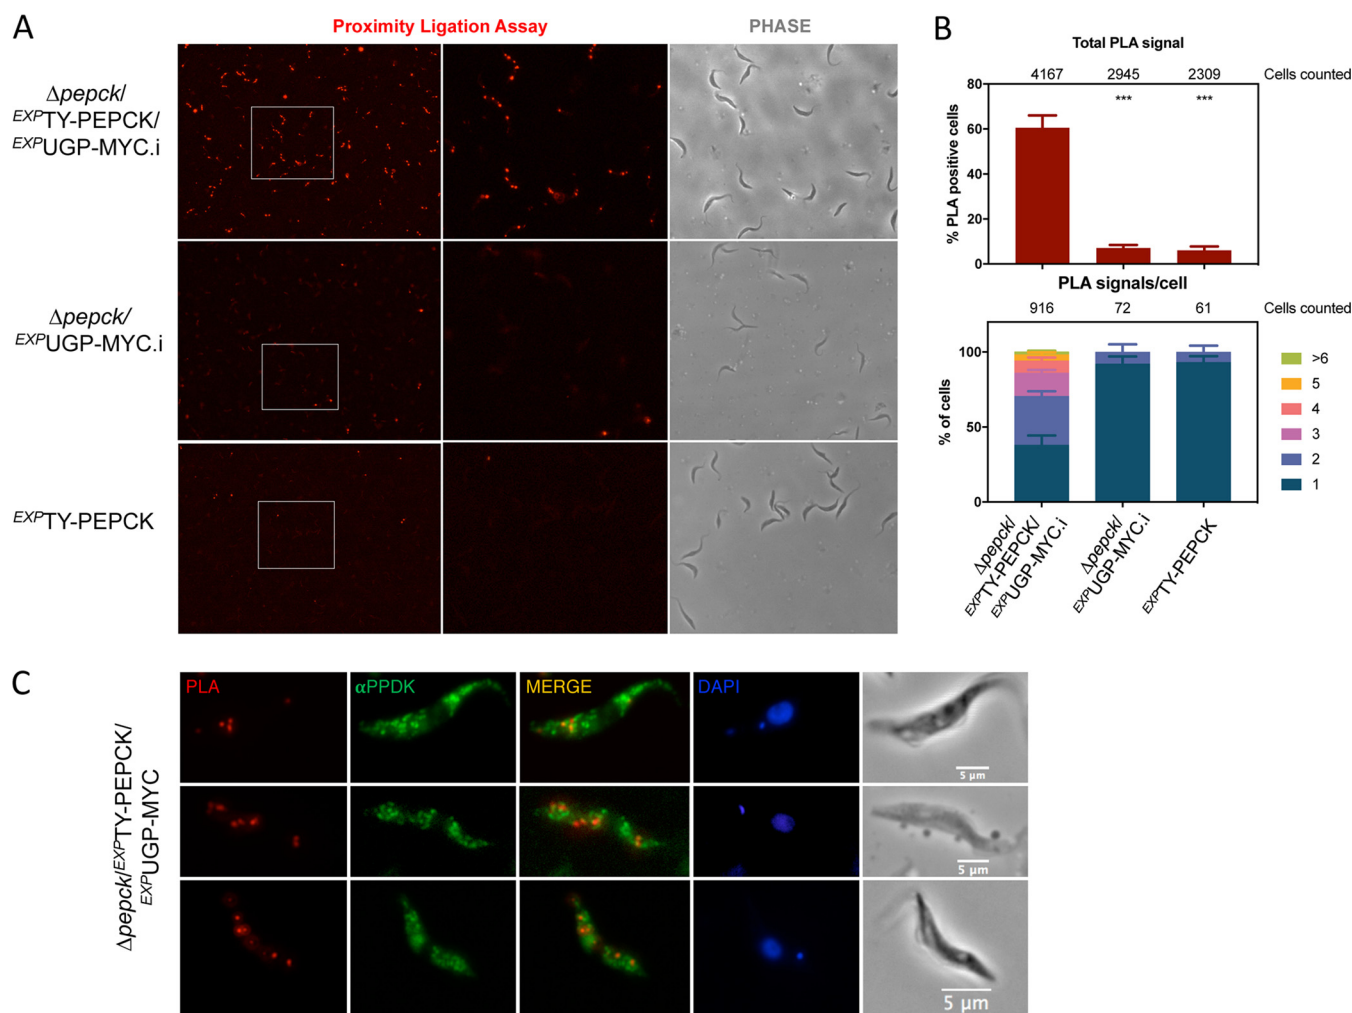 A
Proximity Ligation Assay
PHASE
Δpepck/
EXPTY-PEPCK/
EXPUGP-MYC.i
Δpepck/
EXPUGP-MYC.i
EXPTY-PEPCK
B
Total PLA signal
4167 2945 2309 Cells counted
*** ***
80
60
40
20
0
% PLA positive cells
PLA signals/cell
916 72 61 Cells counted
100
50
0
% of cells
>6
5
4
3
2
1
Δpepck/
EXPTY-PEPCK/
EXPUGP-MYC.i
Δpepck/
EXPUGP-MYC.i
EXPTY-PEPCK
C
Δpepck/EXPTY-PEPCK/
EXPUGP-MYC
PLA
αPPDK
MERGE
DAPI
5 µm
5 µm
5 µm